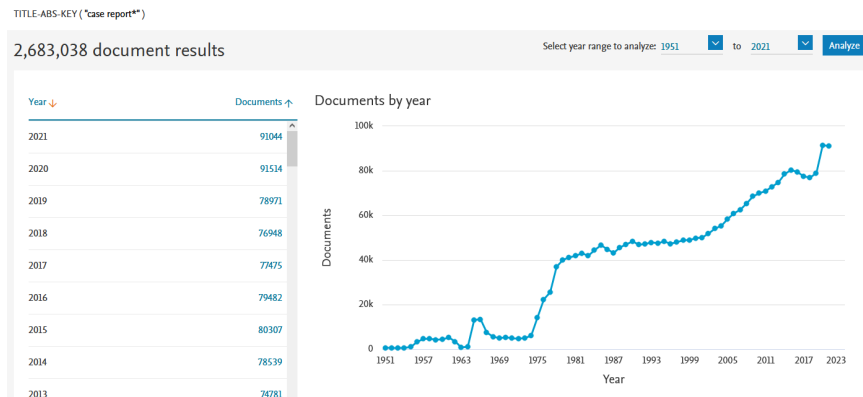 TITLE-ABS-KEY ( "case report*" )
2,683,038 document results
Select year range to analyze: 1951 to 2021 Analyze
Year Documents
2021 91044
2020 91514
2019 78971
2018 76948
2017 77475
2016 79482
2015 80307
2014 78539
2013 74781
Documents by year
100k
80k
60k
40k
20k
0
Documents
1951 1957 1963 1969 1975 1981 1987 1993 1999 2005 2011 2017 2023
Year